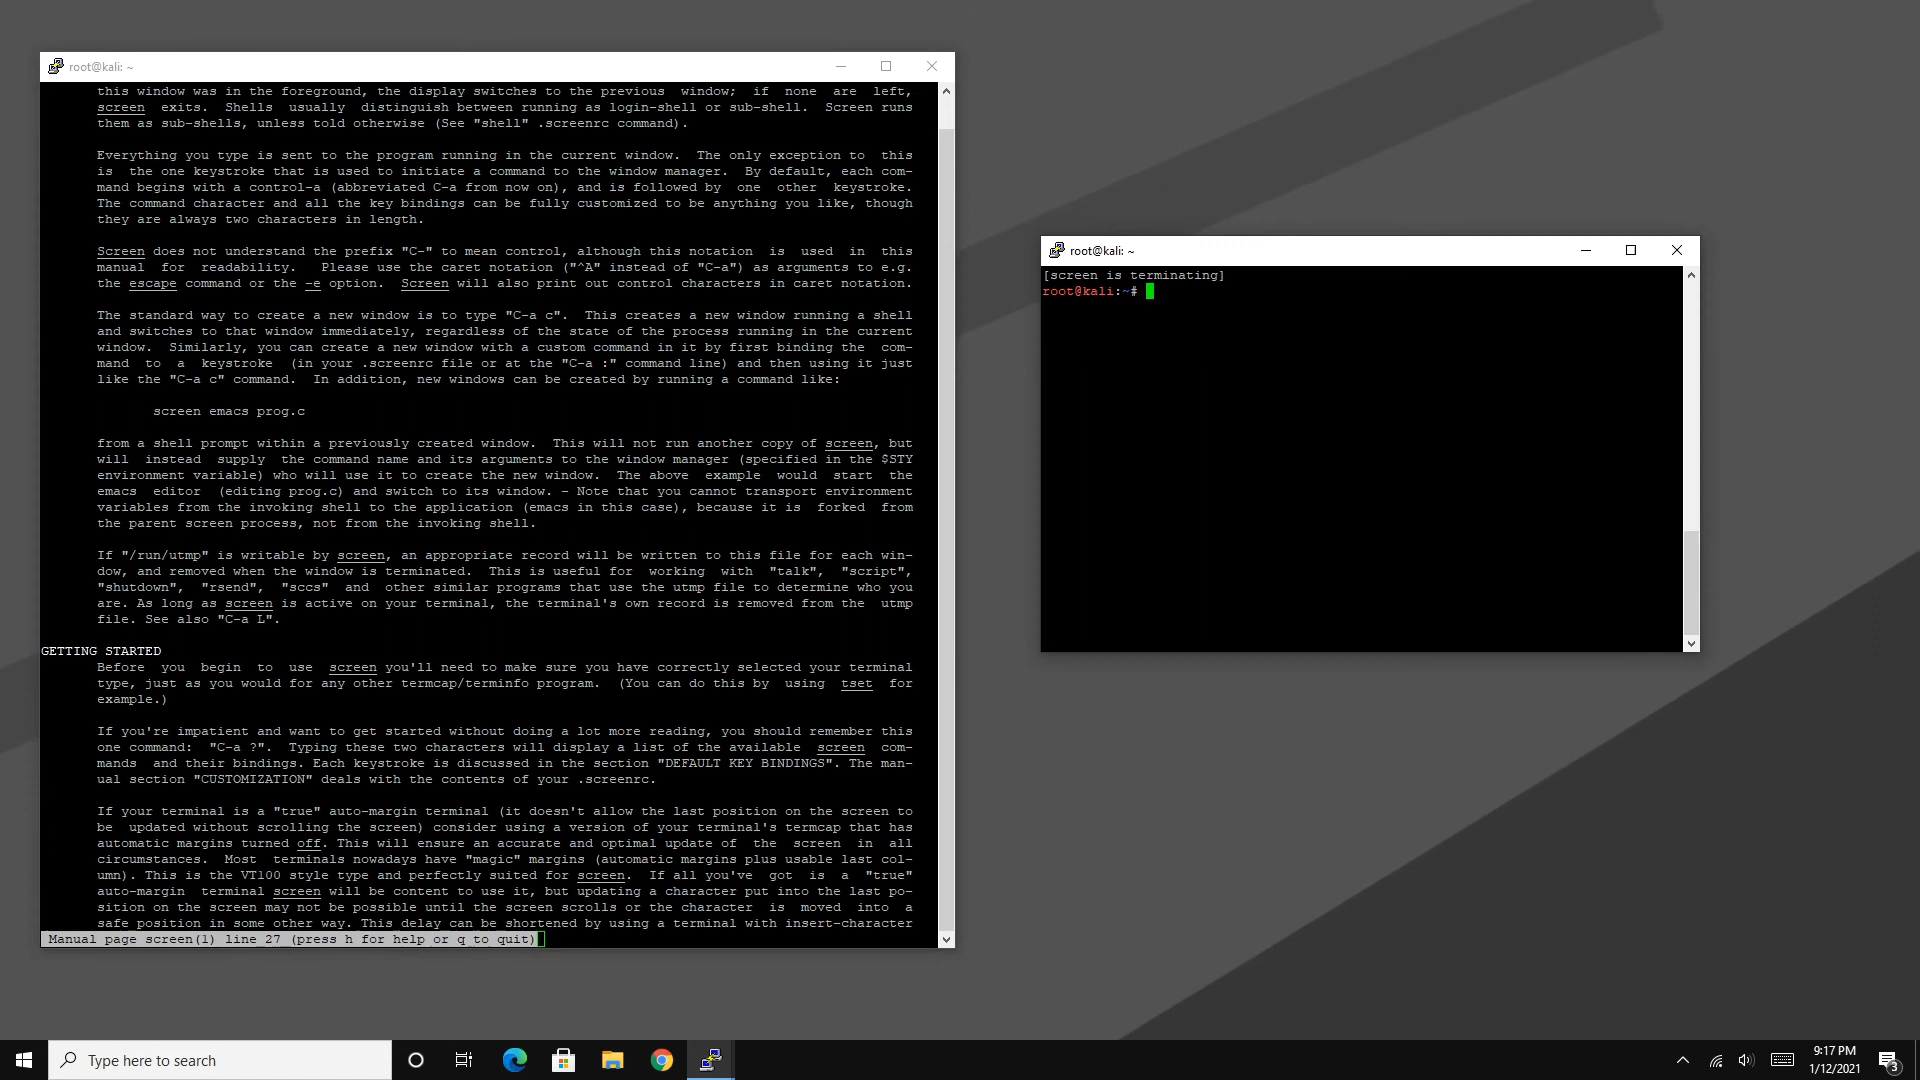 root@kali: ~
this window was in the foreground, the display switches to the previous  window;  if  none  are  left,
screen  exits.  Shells  usually  distinguish between running as login-shell or sub-shell.  Screen runs
them as sub-shells, unless told otherwise (See "shell" .screenrc command).
Everything you type is sent to the program running in the current window.  The only exception to  this
is  the one keystroke that is used to initiate a command to the window manager.  By default, each com-
mand begins with a control-a (abbreviated C-a from now on), and is followed by  one  other  keystroke.
The command character and all the key bindings can be fully customized to be anything you like, though
they are always two characters in length.
Screen does not understand the prefix "C-" to mean control, although this notation  is  used  in  this
manual  for  readability.   Please use the caret notation ("^A" instead of "C-a") as arguments to e.g.
the escape command or the -e option.  Screen will also print out control characters in caret notation.
The standard way to create a new window is to type "C-a c".  This creates a new window running a shell
and switches to that window immediately, regardless of the state of the process running in the current
window.  Similarly, you can create a new window with a custom command in it by first binding the  com-
mand  to  a  keystroke  (in your .screenrc file or at the "C-a :" command line) and then using it just
like the "C-a c" command.  In addition, new windows can be created by running a command like:
screen emacs prog.c
from a shell prompt within a previously created window.  This will not run another copy of screen, but
will  instead  supply  the command name and its arguments to the window manager (specified in the $STY
environment variable) who will use it to create the new window.  The above  example  would  start  the
emacs  editor  (editing prog.c) and switch to its window. - Note that you cannot transport environment
variables from the invoking shell to the application (emacs in this case), because it is  forked  from
the parent screen process, not from the invoking shell.
If "/run/utmp" is writable by screen, an appropriate record will be written to this file for each win-
dow, and removed when the window is terminated.  This is useful for  working  with  "talk",  "script",
"shutdown",  "rsend",  "sccs"  and  other similar programs that use the utmp file to determine who you
are. As long as screen is active on your terminal, the terminal's own record is removed from the  utmp
file. See also "C-a L".
GETTING STARTED
Before  you  begin  to  use  screen you'll need to make sure you have correctly selected your terminal
type, just as you would for any other termcap/terminfo program.  (You can do this by  using  tset  for
example.)
If you're impatient and want to get started without doing a lot more reading, you should remember this
one command:  "C-a ?".  Typing these two characters will display a list of the available  screen  com-
mands  and their bindings. Each keystroke is discussed in the section "DEFAULT KEY BINDINGS". The man-
ual section "CUSTOMIZATION" deals with the contents of your .screenrc.
If your terminal is a "true" auto-margin terminal (it doesn't allow the last position on the screen to
be  updated without scrolling the screen) consider using a version of your terminal's termcap that has
automatic margins turned off. This will ensure an accurate and optimal update of  the  screen  in  all
circumstances.  Most  terminals nowadays have "magic" margins (automatic margins plus usable last col-
umn). This is the VT100 style type and perfectly suited for screen.  If all you've got  is  a  "true"
auto-margin  terminal screen will be content to use it, but updating a character put into the last po-
sition on the screen may not be possible until the screen scrolls or the character  is  moved  into  a
safe position in some other way. This delay can be shortened by using a terminal with insert-character
Manual page screen(1) line 27 (press h for help or q to quit)
root@kali: ~
[screen is terminating]
root@kali:~#
Type here to search
9:17 PM
1/12/2021
3